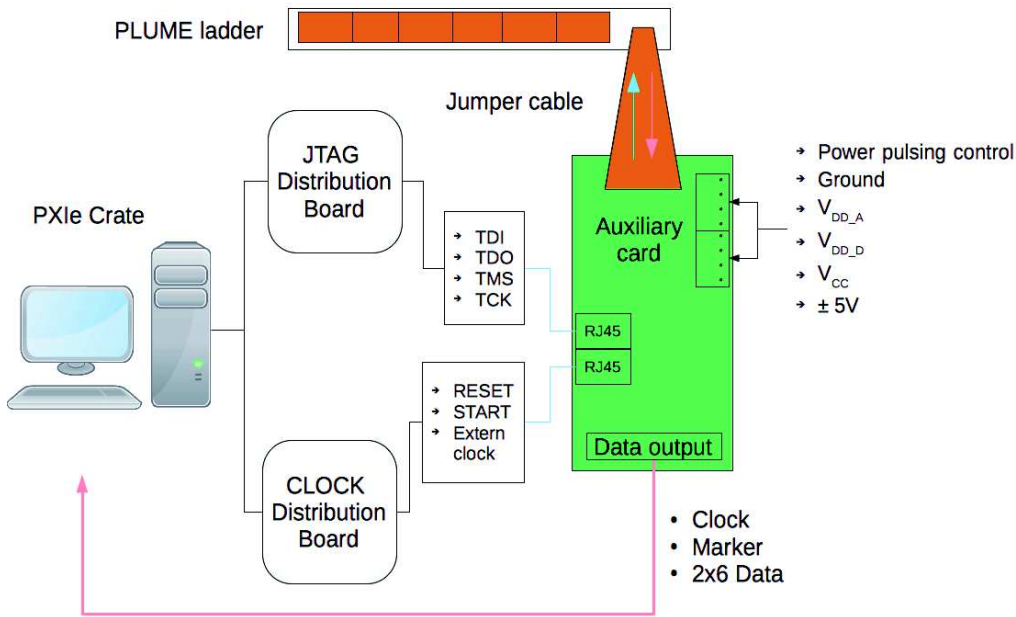 PLUME ladder
Jumper cable
JTAG
Distribution
Board
PXIe Crate
TDI
TDO
TMS
TCK
Auxiliary
card
Power pulsing control
Ground
VDD_A
VDD_D
VCC
± 5V
RJ45
RJ45
RESET
START
Extern
clock
Data output
CLOCK
Distribution
Board
Clock
Marker
2x6 Data